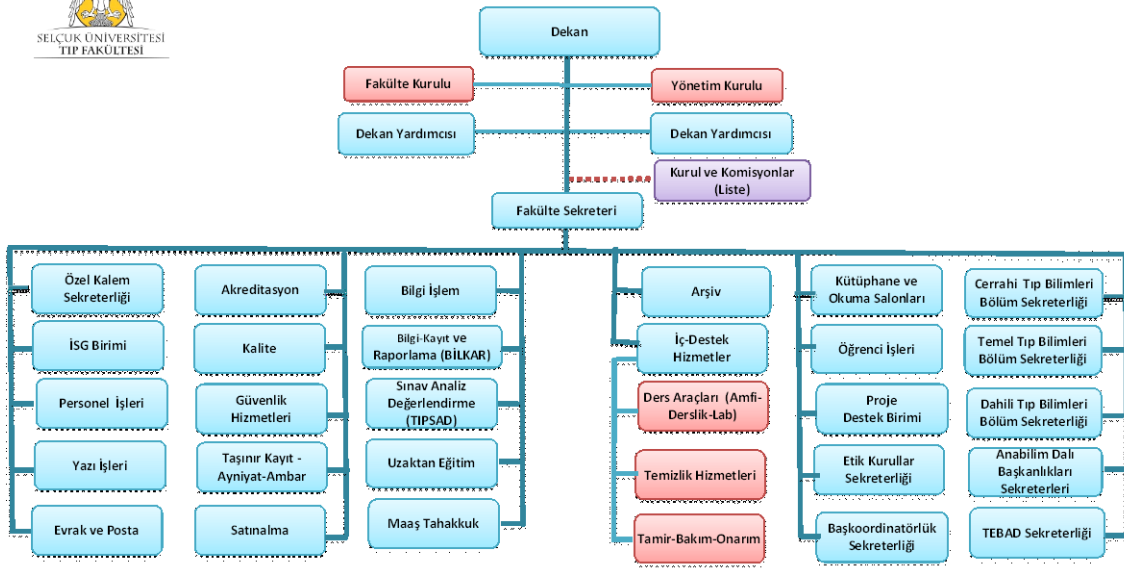 SELÇUK ÜNİVERSİTESİ
TIP FAKÜLTESİ
Dekan
Fakülte Kurulu
Yönetim Kurulu
Dekan Yardımcısı
Dekan Yardımcısı
Kurul ve Komisyonlar
(Liste)
Fakülte Sekreteri
Özel Kalem
Sekreterliği
İSG Birimi
Personel İşleri
Yazı İşleri
Evrak ve Posta
Akreditasyon
Kalite
Güvenlik
Hizmetleri
Taşınır Kayıt -
Ayniyat-Ambar
Satınalma
Bilgi İşlem
Bilgi-Kayıt ve
Raporlama (BİLKAR)
Sınav Analiz
Değerlendirme
(TIPSAD)
Uzaktan Eğitim
Maaş Tahakkuk
Arşiv
İç-Destek
Hizmetler
Ders Araçları (Amfi-
Derslik-Lab)
Temizlik Hizmetleri
Tamir-Bakım-Onarım
Kütüphane ve
Okuma Salonları
Öğrenci İşleri
Proje
Destek Birimi
Etik Kurullar
Sekreterliği
Başkoordinatörlük
Sekreterliği
Cerrahi Tıp Bilimleri
Bölüm Sekreterliği
Temel Tıp Bilimleri
Bölüm Sekreterliği
Dahili Tıp Bilimleri
Bölüm Sekreterliği
Anabilim Dalı
Başkanlıkları
Sekreterleri
TEBAD Sekreterliği